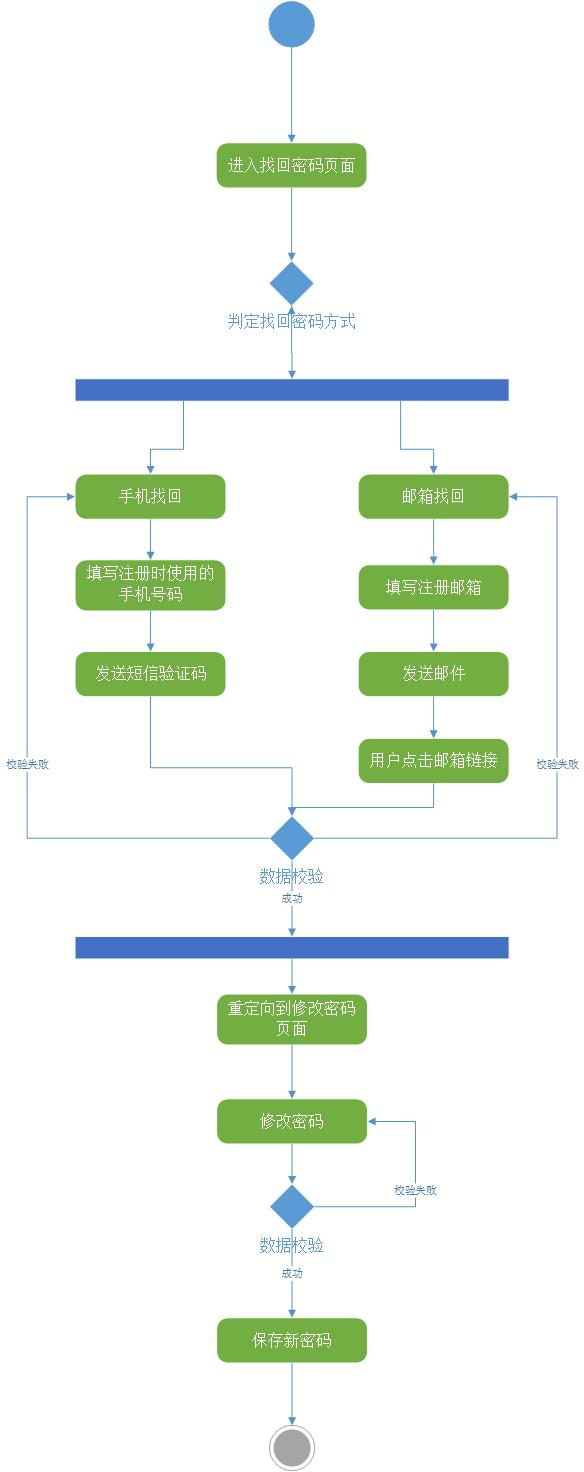 进入找回密码页面
判定找回密码方式
手机找回
邮箱找回
填写注册时使用的
手机号码
填写注册邮箱
发送短信验证码
发送邮件
用户点击邮箱链接
校验失败
校验失败
数据校验
成功
重定向到修改密码
页面
修改密码
校验失败
数据校验
成功
保存新密码